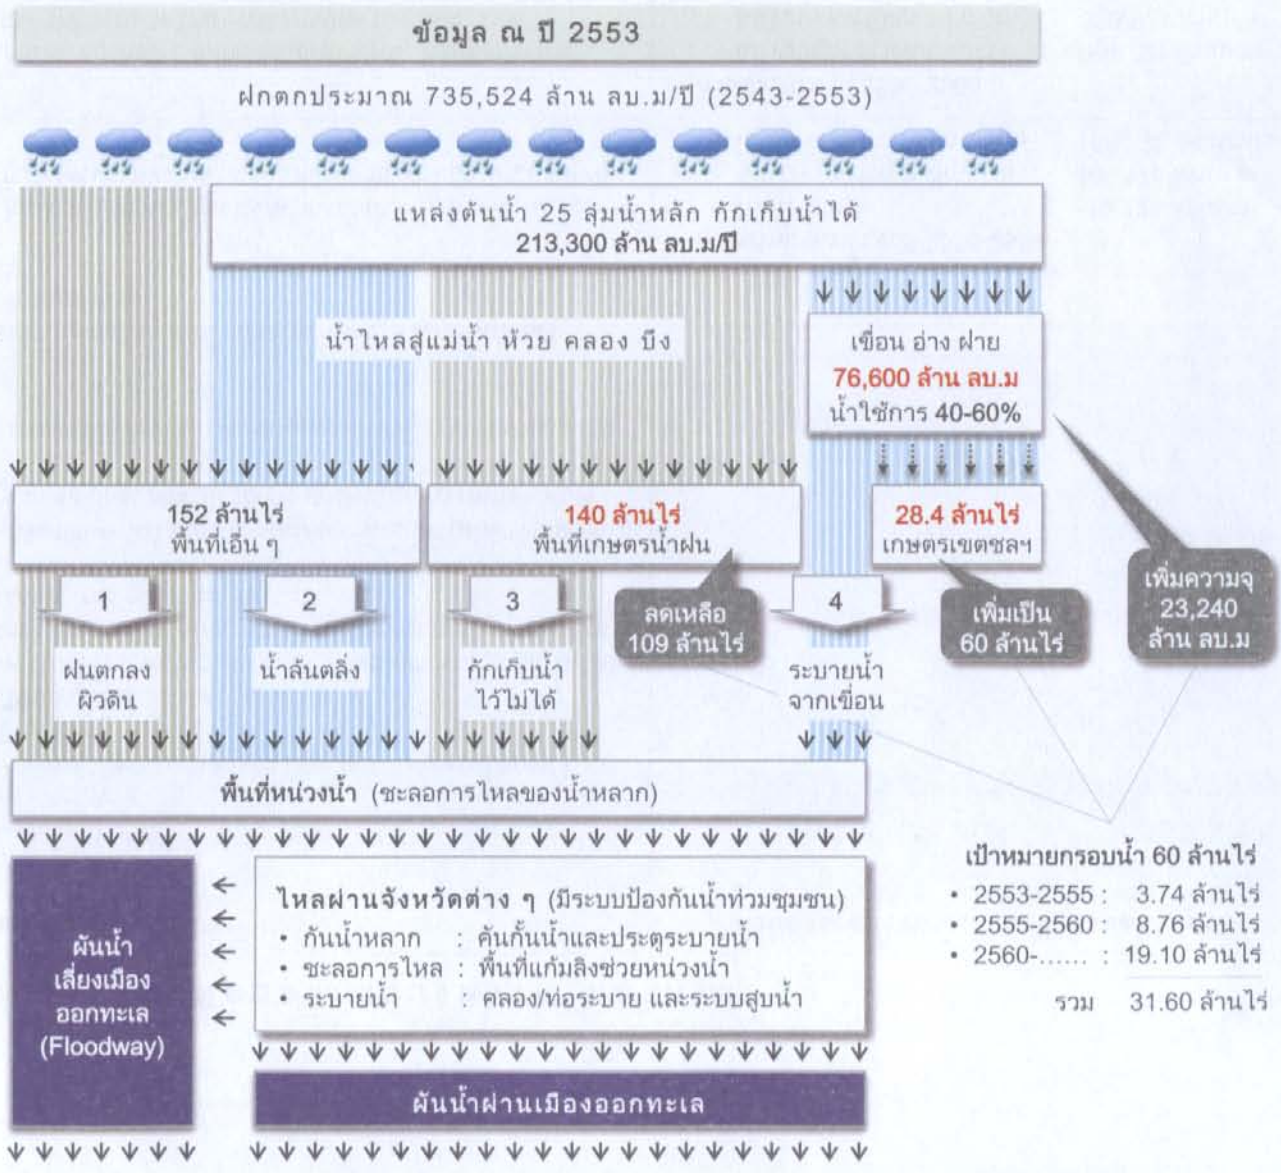 ข้อมูล ณ ปี 2553
ฝกตกประมาณ 735,524 ล้าน ลบ.ม/ปี (2543-2553)
แหล่งต้นน้ำ 25 ลุ่มน้ำหลัก กักเก็บน้ำได้
213,300 ล้าน ลบ.ม/ปี
น้ำไหลสู่แม่น้ำ ห้วย คลอง บึง
เขื่อน อ่าง ฝาย
76,600 ล้าน ลบ.ม
น้ำใช้การ 40-60%
152 ล้านไร่
พื้นที่เอ็น ๆ
140 ล้านไร่
พื้นที่เกษตรน้ำฝน
28.4 ล้านไร่
เกษตรเขตชลฯ
1
2
3
4
ลดเหลือ
109 ล้านไร่
เพิ่มเป็น
60 ล้านไร่
เพิ่มความจุ
23,240
ล้าน ลบ.ม
ฝนตกลง
ผิวดิน
น้ำล้นตลิ่ง
กักเก็บน้ำ
ไว้ไม่ได้
ระบายน้ำ
จากเขื่อน
พื้นที่หน่วงน้ำ (ชะลอการไหลของน้ำหลาก)
ผันน้ำ
เลี่ยงเมือง
ออกทะเล
(Floodway)
ไหลผ่านจังหวัดต่าง ๆ (มีระบบป้องกันน้ำท่วมชุมชน)
• กันน้ำหลาก : คันกั้นน้ำและประตูระบายน้ำ
• ชะลอการไหล : พื้นที่แก้มลิงช่วยหน่วงน้ำ
• ระบายน้ำ : คลอง/ท่อระบาย และระบบสูบน้ำ
ผันน้ำผ่านเมืองออกทะเล
เป้าหมายกรอบน้ำ 60 ล้านไร่
• 2553-2555 : 3.74 ล้านไร่
• 2555-2560 : 8.76 ล้านไร่
• 2560-...... : 19.10 ล้านไร่
รวม 31.60 ล้านไร่